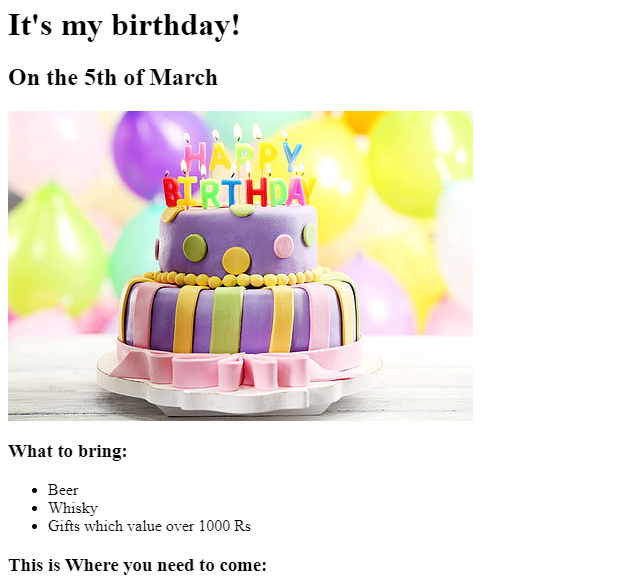 It's my birthday!
On the 5th of March
HAPPY
BIRTHDAY
What to bring:
Beer
Whisky
Gifts which value over 1000 Rs
This is Where you need to come: